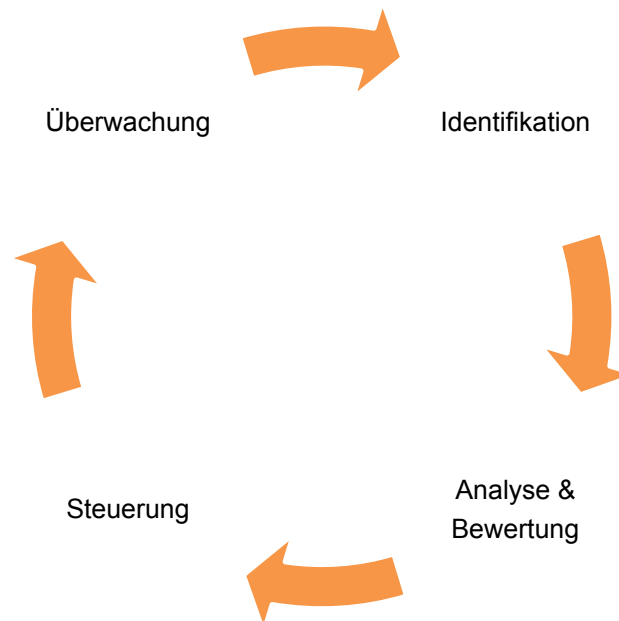 Überwachung
Identifikation
Steuerung
Analyse &
Bewertung